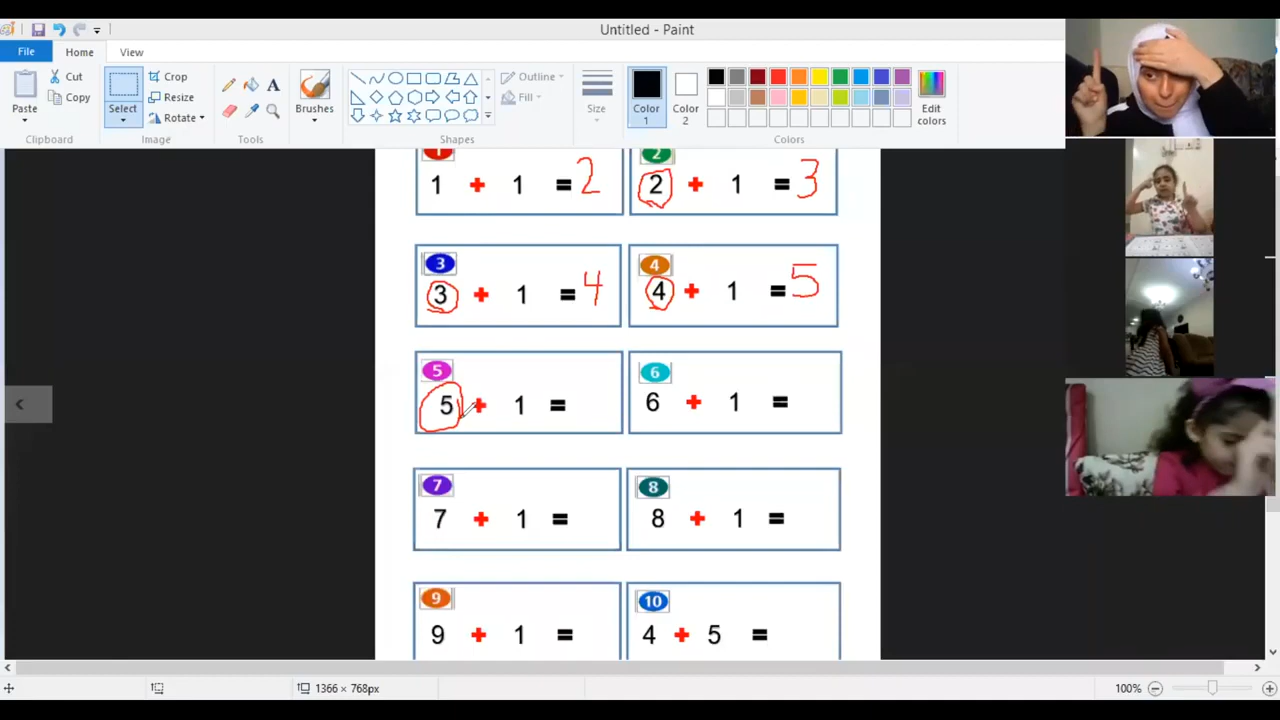 Untitled - Paint
File Home View
Paste Cut Copy Clipboard
Select Crop Resize Rotate Image
Tools
Brushes
Shapes Outline Fill
Size
Color 1
Color 2
Edit colors
Colors
1 2
1 + 1 = 2 2 + 1 = 3
3 4
3 + 1 = 4 4 + 1 = 5
5 6
5 + 1 = 6 + 1 =
7 8
7 + 1 = 8 + 1 =
9 10
9 + 1 = 4 + 5 =
1366 × 768px 100%